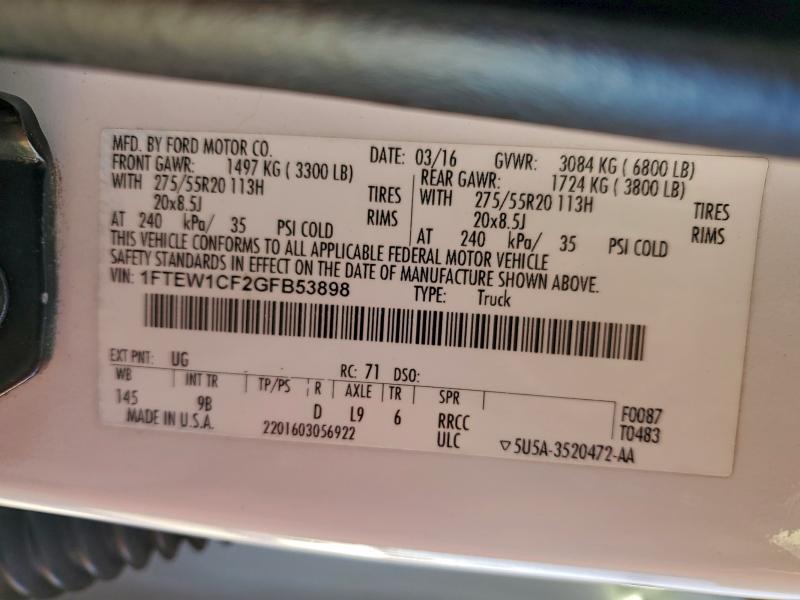 MFD. BY FORD MOTOR CO. DATE: 03/16 GVWR: 3084 KG ( 6800 LB)
FRONT GAWR: 1497 KG ( 3300 LB) REAR GAWR: 1724 KG ( 3800 LB)
WITH 275/55R20 113H TIRES WITH 275/55R20 113H TIRES
20x8.5J RIMS 20x8.5J RIMS
AT 240 kPa/ 35 PSI COLD AT 240 kPa/ 35 PSI COLD
THIS VEHICLE CONFORMS TO ALL APPLICABLE FEDERAL MOTOR VEHICLE
SAFETY STANDARDS IN EFFECT ON THE DATE OF MANUFACTURE SHOWN ABOVE.
VIN: 1FTEW1CF2GFB53898 TYPE: Truck
EXT PNT: UG RC: 71 DSO:
WB INT TR TP/PS R AXLE TR SPR
145 9B D L9 6 RRCC F0087
MADE IN U.S.A. 2201603056922 ULC T0483
▽5U5A-3520472-AA